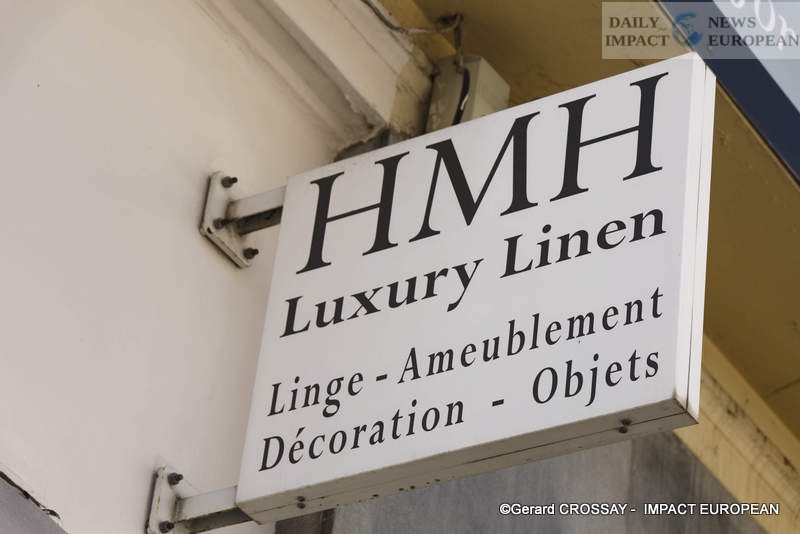 DAILY NEWS
IMPACT EUROPEAN
HMH
Luxury Linen
Linge - Ameublement
Décoration - Objets
©Gerard CROSSAY - IMPACT EUROPEAN